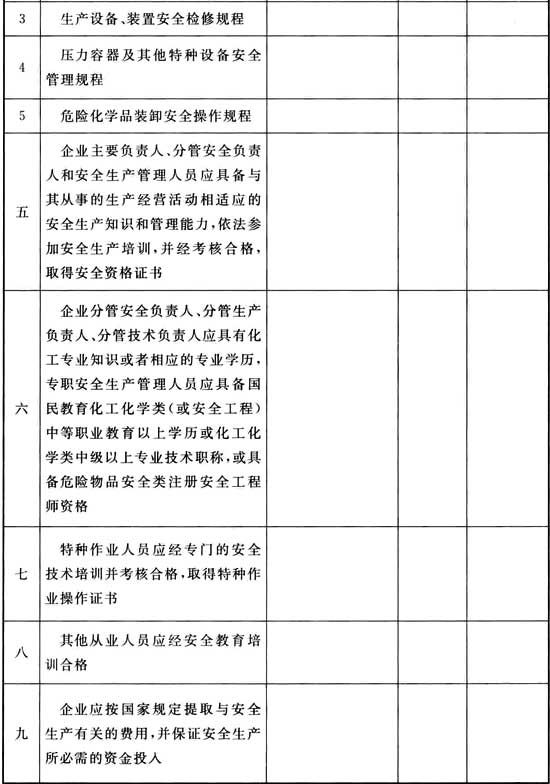 3 生产设备、装置安全检修规程
4 压力容器及其他特种设备安全
管理规程
5 危险化学品装卸安全操作规程
五 企业主要负责人、分管安全负责
人和安全生产管理人员应具备与
其从事的生产经营活动相适应的
安全生产知识和管理能力,依法参
加安全生产培训,并经考核合格,
取得安全资格证书
六 企业分管安全负责人、分管生产
负责人、分管技术负责人应具有化
工专业知识或者相应的专业学历,
专职安全生产管理人员应具备国
民教育化工化学类(或安全工程)
中等职业教育以上学历或化工化
学类中级以上专业技术职称,或具
备危险物品安全类注册安全工程
师资格
七 特种作业人员应经专门的安全
技术培训并考核合格,取得特种作
业操作证书
八 其他从业人员应经安全教育培
训合格
九 企业应按国家规定提取与安全
生产有关的费用,并保证安全生产
所必需的资金投入